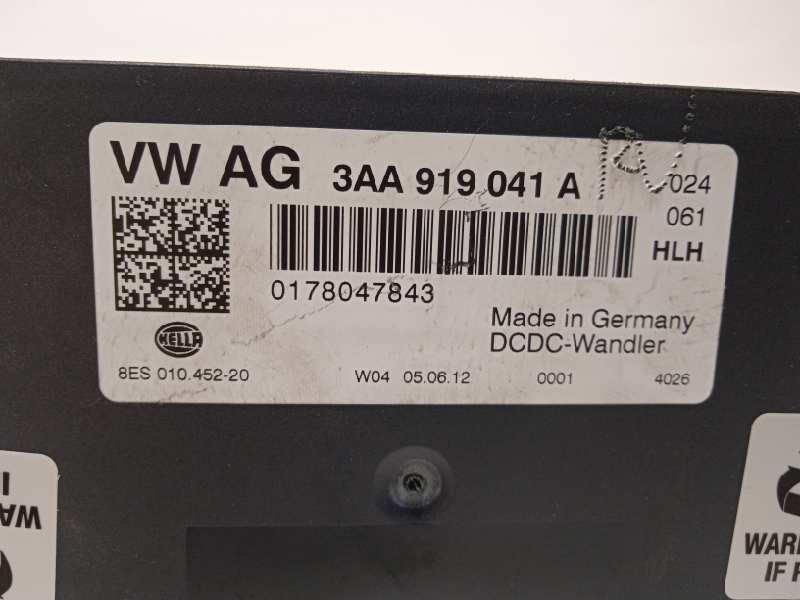 VW AG 3AA 919 041 A 024
061
HLH
0178047843
HELLA
Made in Germany
DCDC-Wandler
8ES 010.452-20 W04 05.06.12 0001 4026
IF